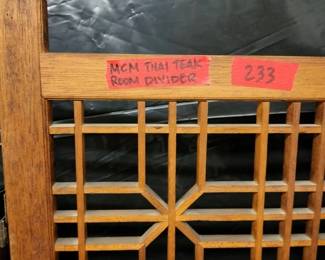 MCM THAI TEAK
ROOM DIVIDER
233